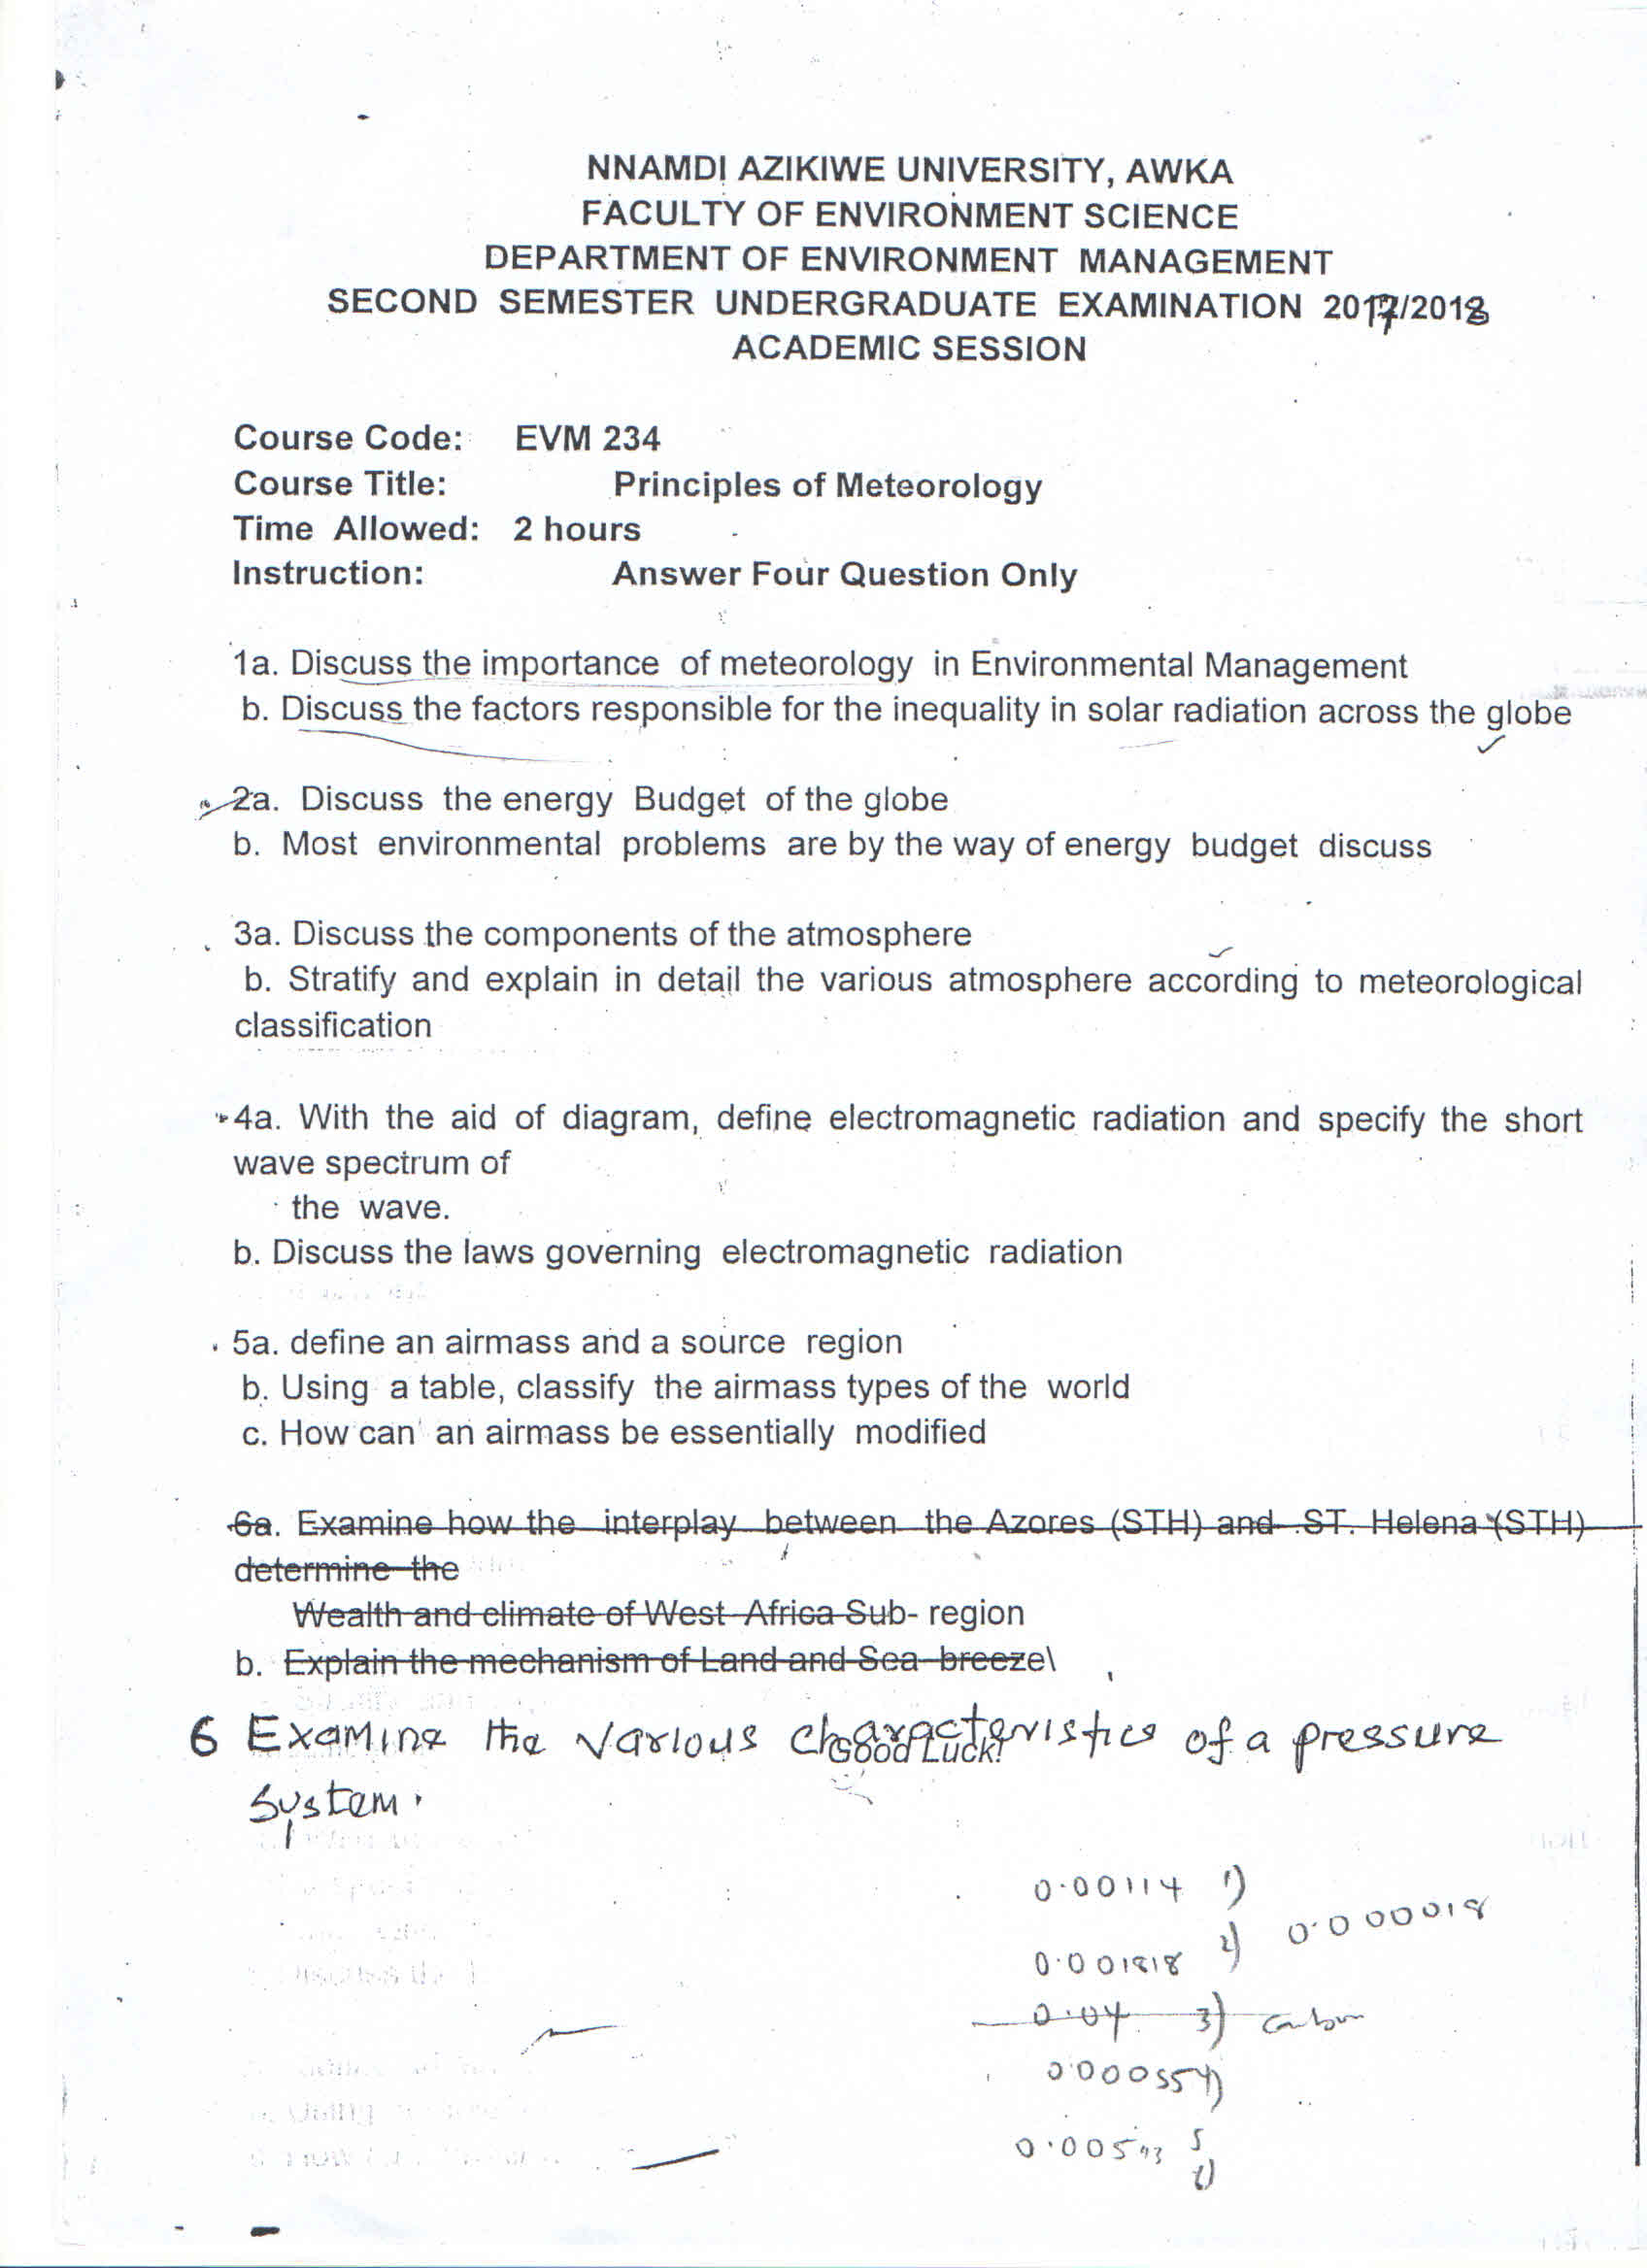 NNAMDI AZIKIWE UNIVERSITY, AWKA
FACULTY OF ENVIRONMENT SCIENCE
DEPARTMENT OF ENVIRONMENT MANAGEMENT
SECOND SEMESTER UNDERGRADUATE EXAMINATION 2017/2018
ACADEMIC SESSION
Course Code: EVM 234
Course Title: Principles of Meteorology
Time Allowed: 2 hours
Instruction: Answer Four Question Only
1a. Discuss the importance of meteorology in Environmental Management
b. Discuss the factors responsible for the inequality in solar radiation across the globe
2a. Discuss the energy Budget of the globe
b. Most environmental problems are by the way of energy budget discuss
3a. Discuss the components of the atmosphere
b. Stratify and explain in detail the various atmosphere according to meteorological
classification
4a. With the aid of diagram, define electromagnetic radiation and specify the short
wave spectrum of
the wave.
b. Discuss the laws governing electromagnetic radiation
5a. define an airmass and a source region
b. Using a table, classify the airmass types of the world
c. How can an airmass be essentially modified
6a. Examine how the interplay between the Azores (STH) and ST. Helena (STH)
determine the
Wealth and climate of West Africa Sub- region
b. Explain the mechanism of Land and Sea breeze\
6 Examine the various characteristics of a pressure
Good Luck!
system.
0.00114 1)
0.001818 2) 0.0000018
0.04 3) carbon
0.00055 4)
0.00543 5)